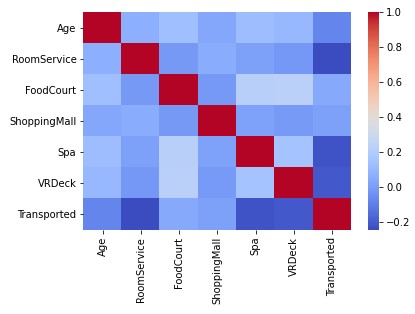 Age
RoomService
FoodCourt
ShoppingMall
Spa
VRDeck
Transported
Age
RoomService
FoodCourt
ShoppingMall
Spa
VRDeck
Transported
1.0
0.8
0.6
0.4
0.2
0.0
−0.2